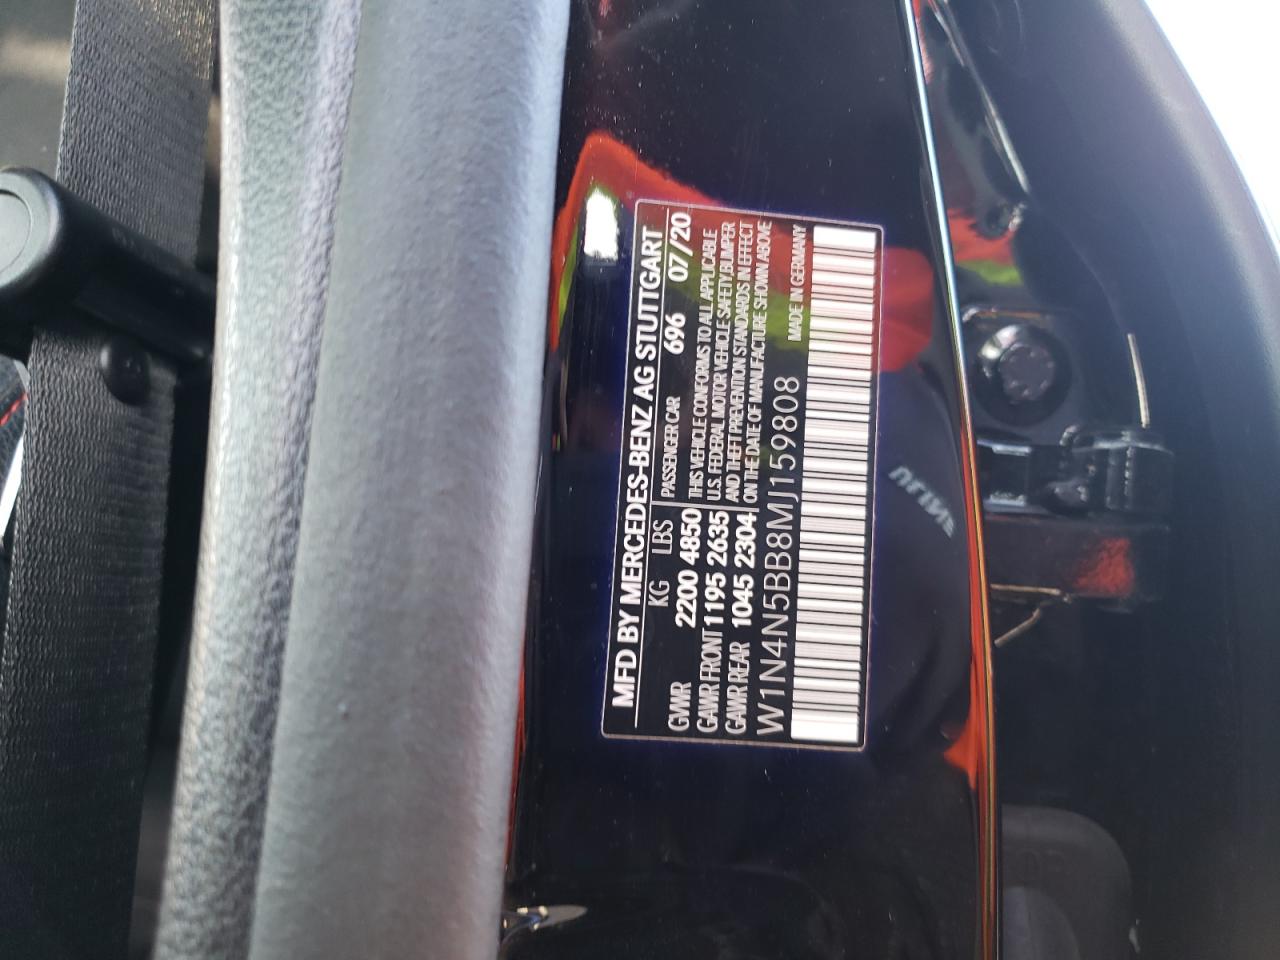 MFD BY MERCEDES-BENZ AG STUTTGART
KG LBS PASSENGER CAR 696 07/20
GVWR 2200 4850 THIS VEHICLE CONFORMS TO ALL APPLICABLE
GAWR FRONT 1195 2635 U.S. FEDERAL MOTOR VEHICLE SAFETY, BUMPER
GAWR REAR 1045 2304 AND THEFT PREVENTION STANDARDS IN EFFECT
ON THE DATE OF MANUFACTURE SHOWN ABOVE
W1N4N5BB8MJ159808 MADE IN GERMANY